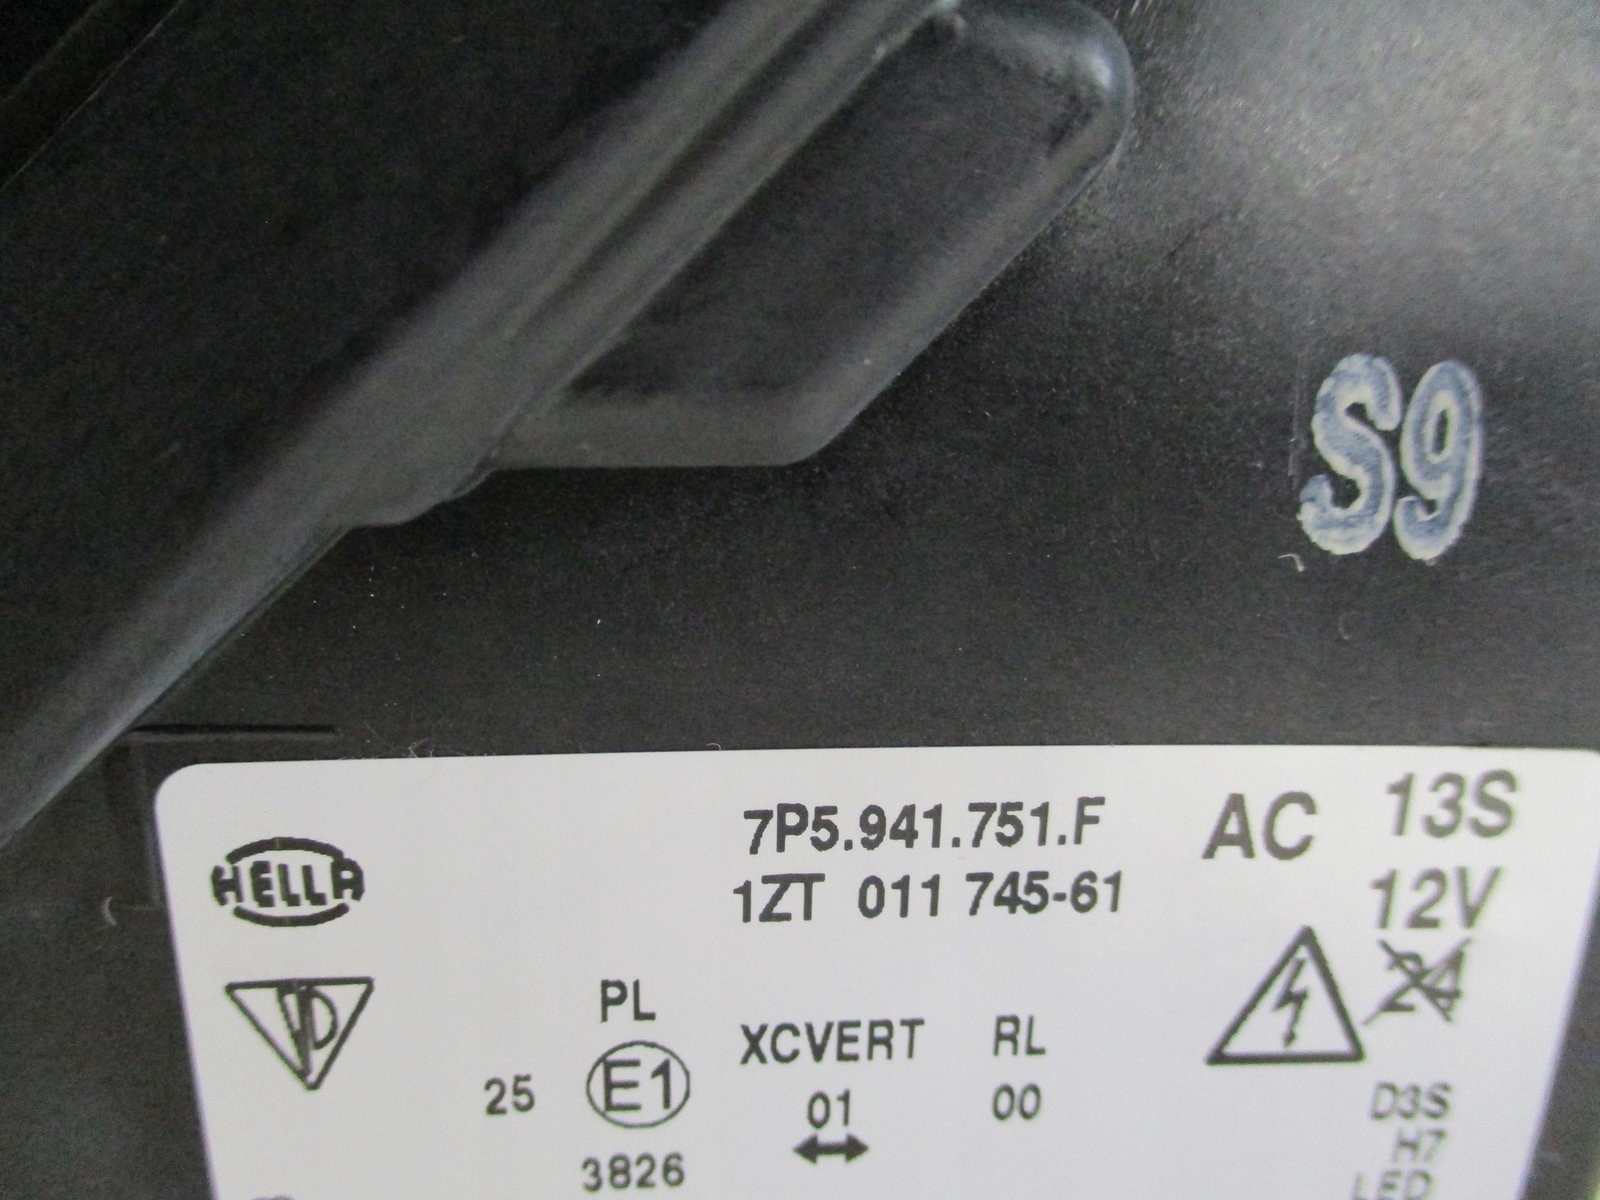 S9
7P5.941.751.F AC 13S
HELLA 1ZT 011 745-61 12V
24
PL
XCVERT RL
25 E1 01 00 D3S
H7
3826 LED